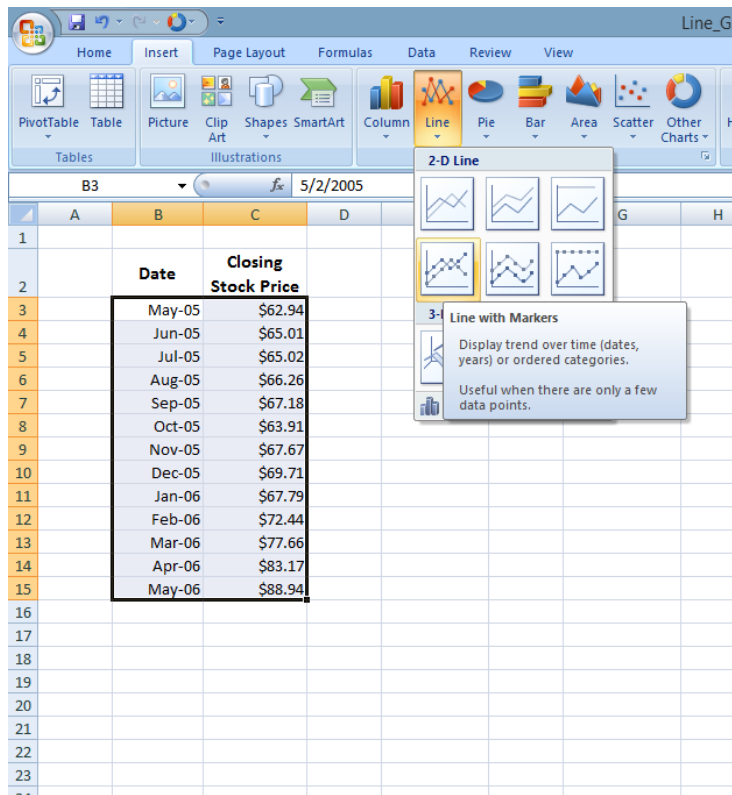 Line_G
Home Insert Page Layout Formulas Data Review View
PivotTable Table Picture Clip Art Shapes SmartArt Column Line Pie Bar Area Scatter Other Charts H
Tables Illustrations
2-D Line
B3 fx 5/2/2005
A B C D G H
1
2 Date Closing Stock Price
3 May-05 $62.94
4 Jun-05 $65.01
5 Jul-05 $65.02
6 Aug-05 $66.26
7 Sep-05 $67.18
8 Oct-05 $63.91
9 Nov-05 $67.67
10 Dec-05 $69.71
11 Jan-06 $67.79
12 Feb-06 $72.44
13 Mar-06 $77.66
14 Apr-06 $83.17
15 May-06 $88.94
16
17
18
19
20
21
22
23
3-
Line with Markers
Display trend over time (dates,
years) or ordered categories.
Useful when there are only a few
data points.